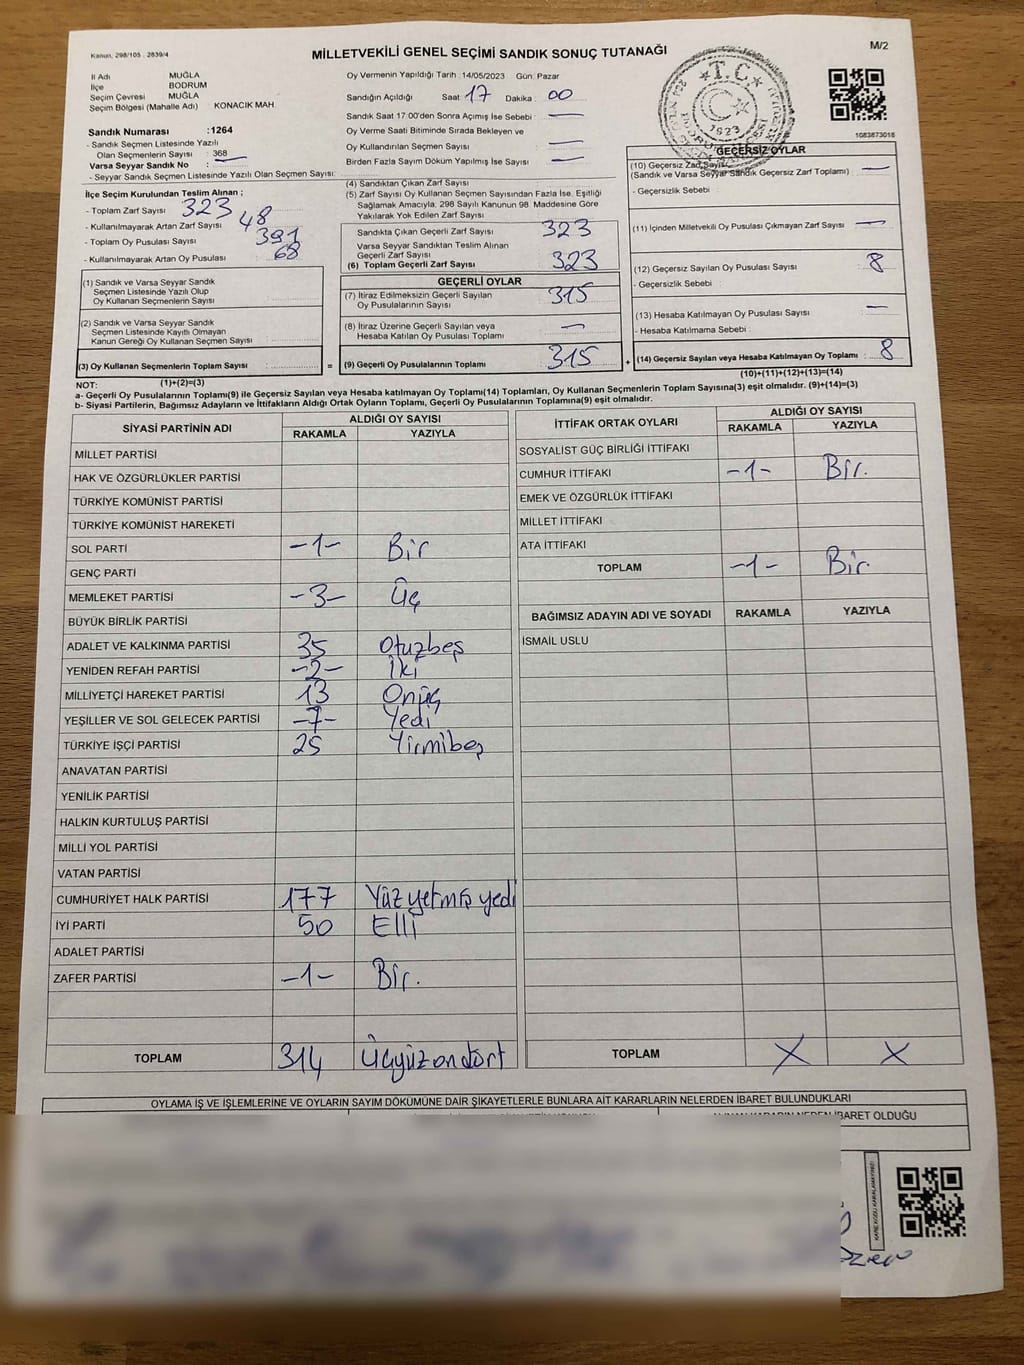 Kanun, 298/105 . 2839/4
MİLLETVEKİLİ GENEL SEÇİMİ SANDIK SONUÇ TUTANAĞI
M/2
İl Adı MUĞLA
İlçe BODRUM
Seçim Çevresi MUĞLA
Seçim Bölgesi (Mahalle Adı) KONACIK MAH.
Sandık Numarası :1264
- Sandık Seçmen Listesinde Yazılı
Olan Seçmenlerin Sayısı : 368
Varsa Seyyar Sandık No :
- Seyyar Sandık Seçmen Listesinde Yazılı Olan Seçmen Sayısı:
İlçe Seçim Kurulundan Teslim Alınan ;
- Toplam Zarf Sayısı : 323
- Kullanılmayarak Artan Zarf Sayısı : 48
- Toplam Oy Pusulası Sayısı : 391
- Kullanılmayarak Artan Oy Pusulası : 68
(1) Sandık ve Varsa Seyyar Sandık
Seçmen Listesinde Yazılı Olup
Oy Kullanan Seçmenlerin Sayısı :
(2) Sandık ve Varsa Seyyar Sandık
Seçmen Listesinde Kayıtlı Olmayan
Kanun Gereği Oy Kullanan Seçmen Sayısı :
(3) Oy Kullanan Seçmenlerin Toplam Sayısı :
(1)+(2)=(3)
Oy Vermenin Yapıldığı Tarih : 14/05/2023 Gün: Pazar
Sandığın Açıldığı Saat : 17 Dakika : 00
Sandık Saat 17:00'den Sonra Açımış İse Sebebi : —
Oy Verme Saati Bitiminde Sırada Bekleyen ve
Oy Kullandırılan Seçmen Sayısı : —
Birden Fazla Sayım Döküm Yapılmış İse Sayısı : —
(4) Sandıktan Çıkan Zarf Sayısı :
(5) Zarf Sayısı Oy Kullanan Seçmen Sayısından Fazla İse, Eşitliği
Sağlamak Amacıyla, 298 Sayılı Kanunun 98. Maddesine Göre
Yakılarak Yok Edilen Zarf Sayısı :
Sandıkta Çıkan Geçerli Zarf Sayısı : 323
Varsa Seyyar Sandıktan Teslim Alınan
Geçerli Zarf Sayısı :
(6) Toplam Geçerli Zarf Sayısı : 323
GEÇERLİ OYLAR
(7) İtiraz Edilmeksizin Geçerli Sayılan
Oy Pusulalarının Sayısı : 315
(8) İtiraz Üzerine Geçerli Sayılan veya
Hesaba Katılan Oy Pusulası Toplamı : —
= (9) Geçerli Oy Pusulalarının Toplamı : 315 +
T.C.
1923
1083873018
GEÇERSİZ OYLAR
(10) Geçersiz Zarf Sayısı
(Sandık ve Varsa Seyyar Sandık Geçersiz Zarf Toplamı) : —
- Geçersizlik Sebebi :
(11) İçinden Milletvekili Oy Pusulası Çıkmayan Zarf Sayısı : —
(12) Geçersiz Sayılan Oy Pusulası Sayısı : 8
- Geçersizlik Sebebi :
(13) Hesaba Katılmayan Oy Pusulası Sayısı : —
- Hesaba Katılmama Sebebi :
(14) Geçersiz Sayılan veya Hesaba Katılmayan Oy Toplamı : 8
(10)+(11)+(12)+(13)=(14)
NOT:
a- Geçerli Oy Pusulalarının Toplamı(9) ile Geçersiz Sayılan veya Hesaba katılmayan Oy Toplamı(14) Toplamları, Oy Kullanan Seçmenlerin Toplam Sayısına(3) eşit olmalıdır. (9)+(14)=(3)
b- Siyasi Partilerin, Bağımsız Adayların ve İttifakların Aldığı Ortak Oyların Toplamı, Geçerli Oy Pusulalarının Toplamına(9) eşit olmalıdır.
SİYASİ PARTİNİN ADI ALDIĞI OY SAYISI
RAKAMLA YAZIYLA
MİLLET PARTİSİ
HAK VE ÖZGÜRLÜKLER PARTİSİ
TÜRKİYE KOMÜNİST PARTİSİ
TÜRKİYE KOMÜNİST HAREKETİ
SOL PARTİ -1- Bir
GENÇ PARTİ
MEMLEKET PARTİSİ -3- Üç
BÜYÜK BİRLİK PARTİSİ
ADALET VE KALKINMA PARTİSİ 35 Otuzbeş
YENİDEN REFAH PARTİSİ -2- İki
MİLLİYETÇİ HAREKET PARTİSİ 13 Onüç
YEŞİLLER VE SOL GELECEK PARTİSİ -7- Yedi
TÜRKİYE İŞÇİ PARTİSİ 25 Yirmibeş
ANAVATAN PARTİSİ
YENİLİK PARTİSİ
HALKIN KURTULUŞ PARTİSİ
MİLLİ YOL PARTİSİ
VATAN PARTİSİ
CUMHURİYET HALK PARTİSİ 177 Yüz yetmiş yedi
İYİ PARTİ 50 Elli
ADALET PARTİSİ
ZAFER PARTİSİ -1- Bir.
TOPLAM 314 Üçyüzondört
İTTİFAK ORTAK OYLARI ALDIĞI OY SAYISI
RAKAMLA YAZIYLA
SOSYALİST GÜÇ BİRLİĞİ İTTİFAKI
CUMHUR İTTİFAKI -1- Bir.
EMEK VE ÖZGÜRLÜK İTTİFAKI
MİLLET İTTİFAKI
ATA İTTİFAKI
TOPLAM -1- Bir.
BAĞIMSIZ ADAYIN ADI VE SOYADI RAKAMLA YAZIYLA
İSMAİL USLU
TOPLAM X X
OYLAMA İŞ VE İŞLEMLERİNE VE OYLARIN SAYIM DÖKÜMÜNE DAİR ŞİKAYETLERLE BUNLARA AİT KARARLARIN NELERDEN İBARET BULUNDUKLARI
İBARET OLDUĞU